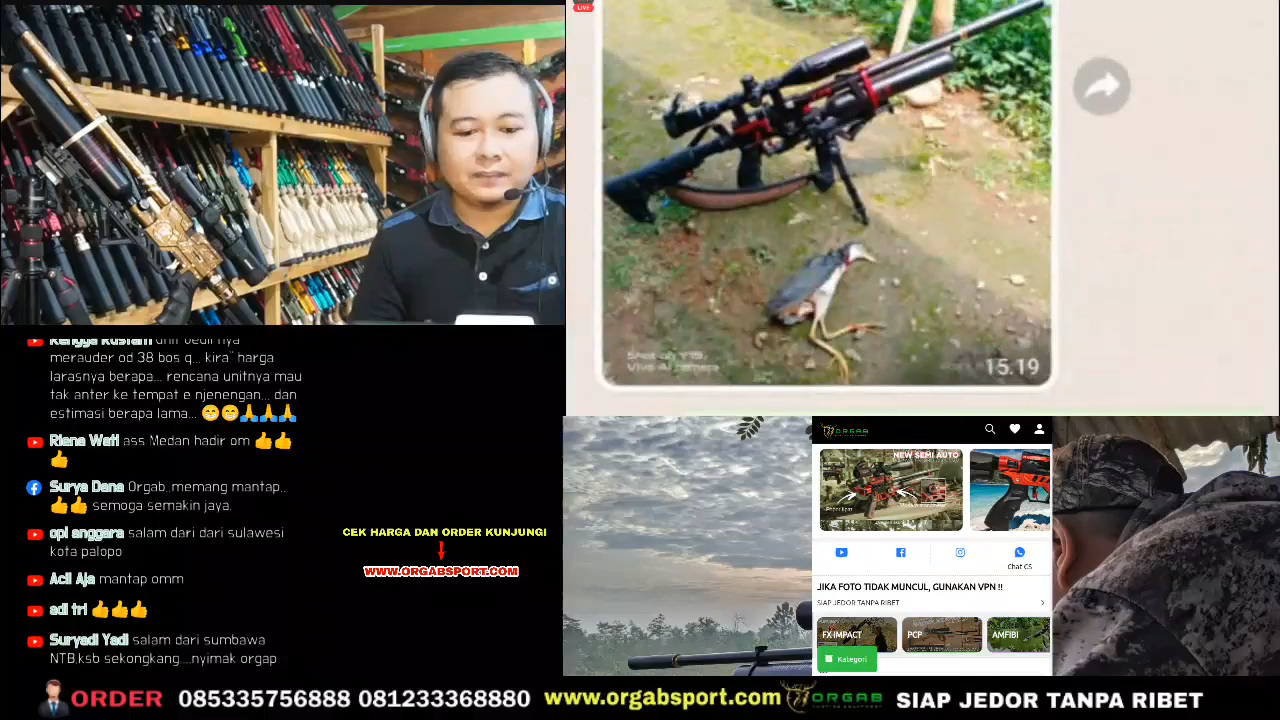 LIVE
Rengga Rustam unit bedil nya
merauder od 38 bos q... kira" harga
larasnya berapa... rencana unitnya mau
tak anter ke tempat e njenengan... dan
estimasi berapa lama...
Riena Wati ass Medan hadir om
Surya Dana Orgab..memang mantap..
semoga semakin jaya.
opi anggara salam dari dari sulawesi
kota palopo
Acil Aja mantap omm
adi tri
Suryadi Yadi salam dari sumbawa
NTB.ksb sekongkang....nyimak orgap
CEK HARGA DAN ORDER KUNJUNGI
WWW.ORGABSPORT.COM
Shot on Y15
Vivo AI camera
15.19
ORGAB
NEW SEMI AUTO
Chat CS
JIKA FOTO TIDAK MUNCUL, GUNAKAN VPN !!
SIAP JEDOR TANPA RIBET
FX-IMPACT
PCP
AMFIBI
Kategori
ORDER 085335756888 081233368880 www.orgabsport.com ORGAB SIAP JEDOR TANPA RIBET